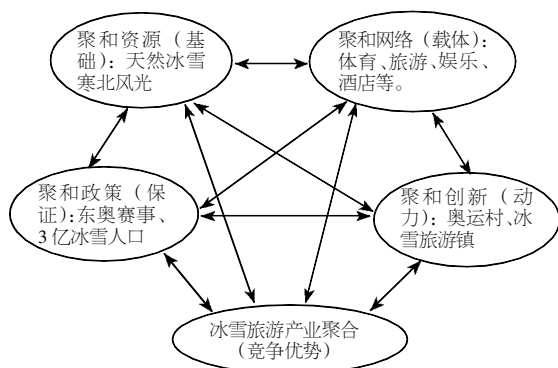 聚和资源（基
础）：天然冰雪
寒北风光
聚和网络（载体）：
体育、旅游、娱乐、
酒店等。
聚和政策（保
证）：东奥赛事、
3亿冰雪人口
聚和创新（动
力）：奥运村、冰
雪旅游镇
冰雪旅游产业聚合
（竞争优势）